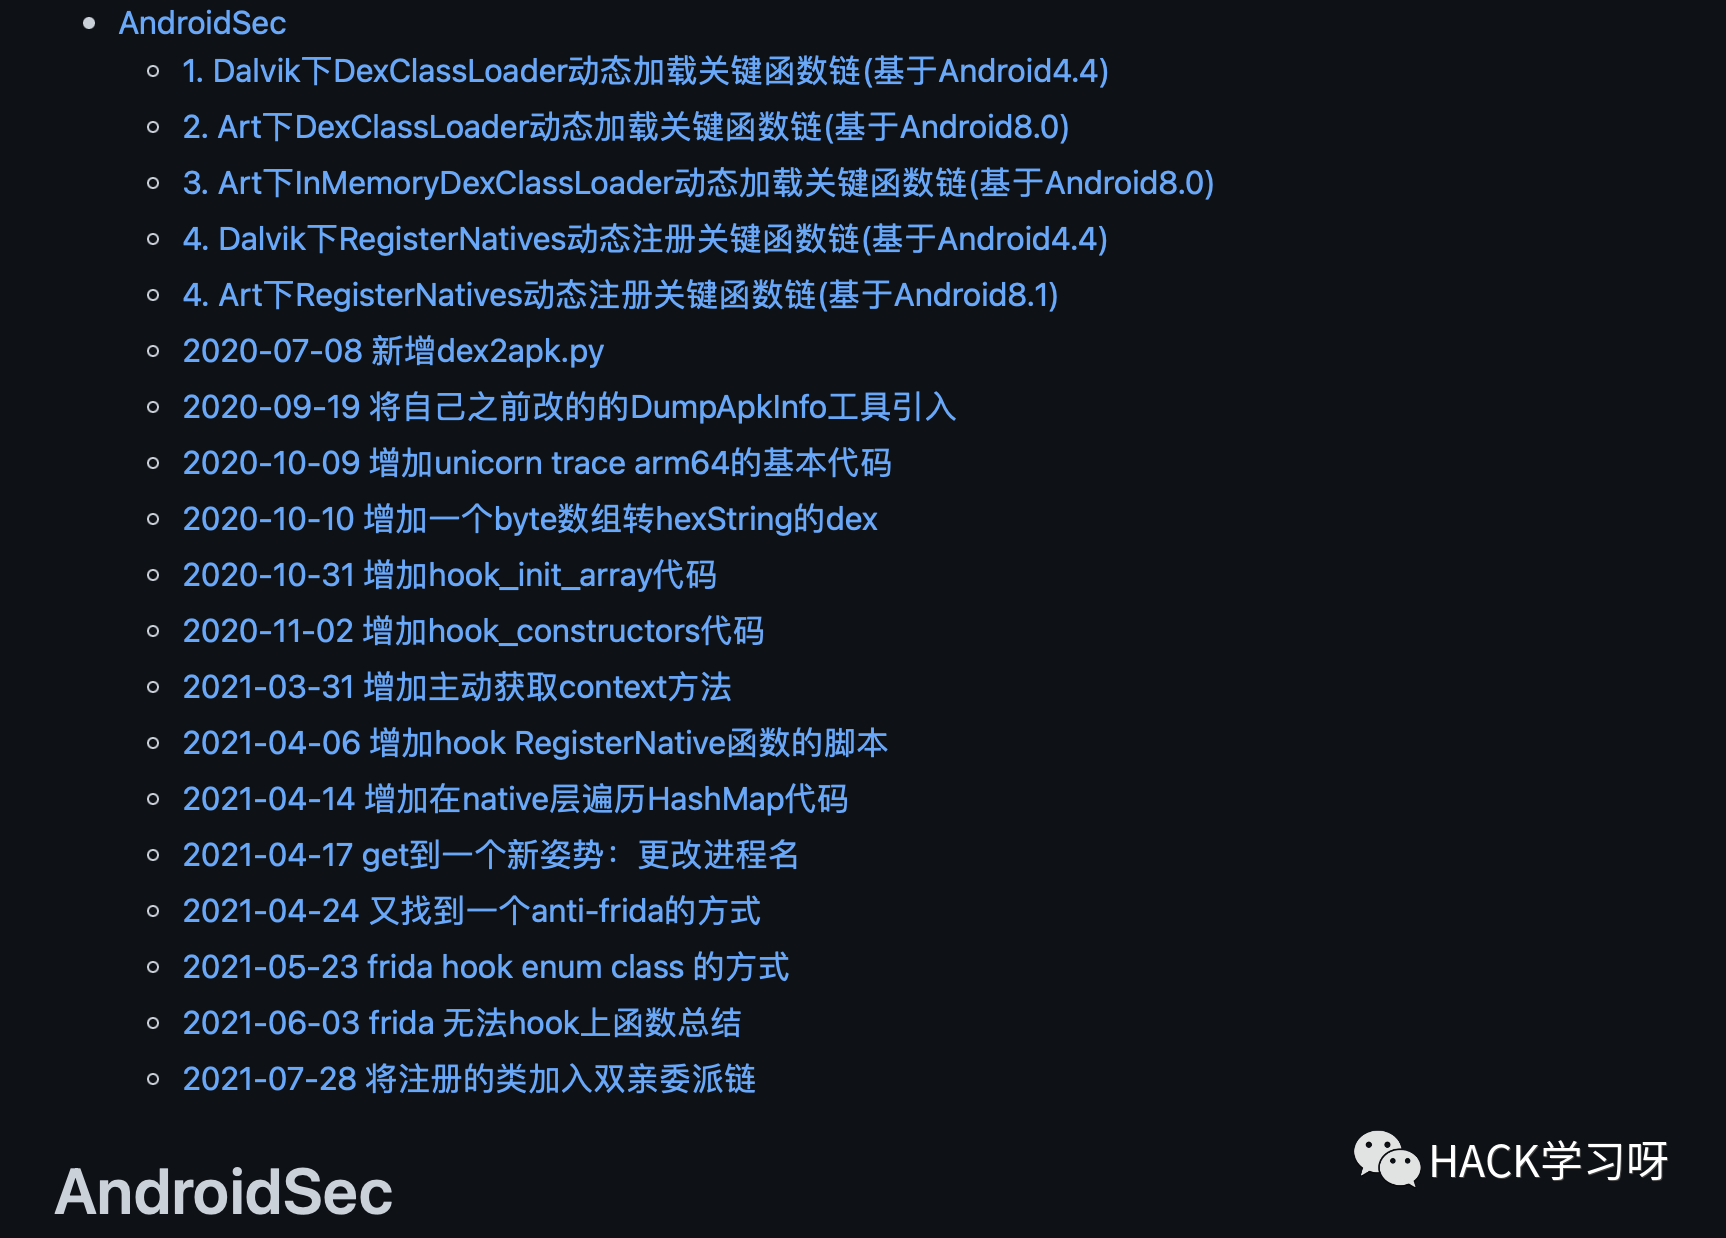 AndroidSec
1. Dalvik下DexClassLoader动态加载关键函数链(基于Android4.4)
2. Art下DexClassLoader动态加载关键函数链(基于Android8.0)
3. Art下InMemoryDexClassLoader动态加载关键函数链(基于Android8.0)
4. Dalvik下RegisterNatives动态注册关键函数链(基于Android4.4)
4. Art下RegisterNatives动态注册关键函数链(基于Android8.1)
2020-07-08 新增dex2apk.py
2020-09-19 将自己之前改的的DumpApkInfo工具引入
2020-10-09 增加unicorn trace arm64的基本代码
2020-10-10 增加一个byte数组转hexString的dex
2020-10-31 增加hook_init_array代码
2020-11-02 增加hook_constructors代码
2021-03-31 增加主动获取context方法
2021-04-06 增加hook RegisterNative函数的脚本
2021-04-14 增加在native层遍历HashMap代码
2021-04-17 get到一个新姿势：更改进程名
2021-04-24 又找到一个anti-frida的方式
2021-05-23 frida hook enum class 的方式
2021-06-03 frida 无法hook上函数总结
2021-07-28 将注册的类加入双亲委派链
HACK学习呀
AndroidSec